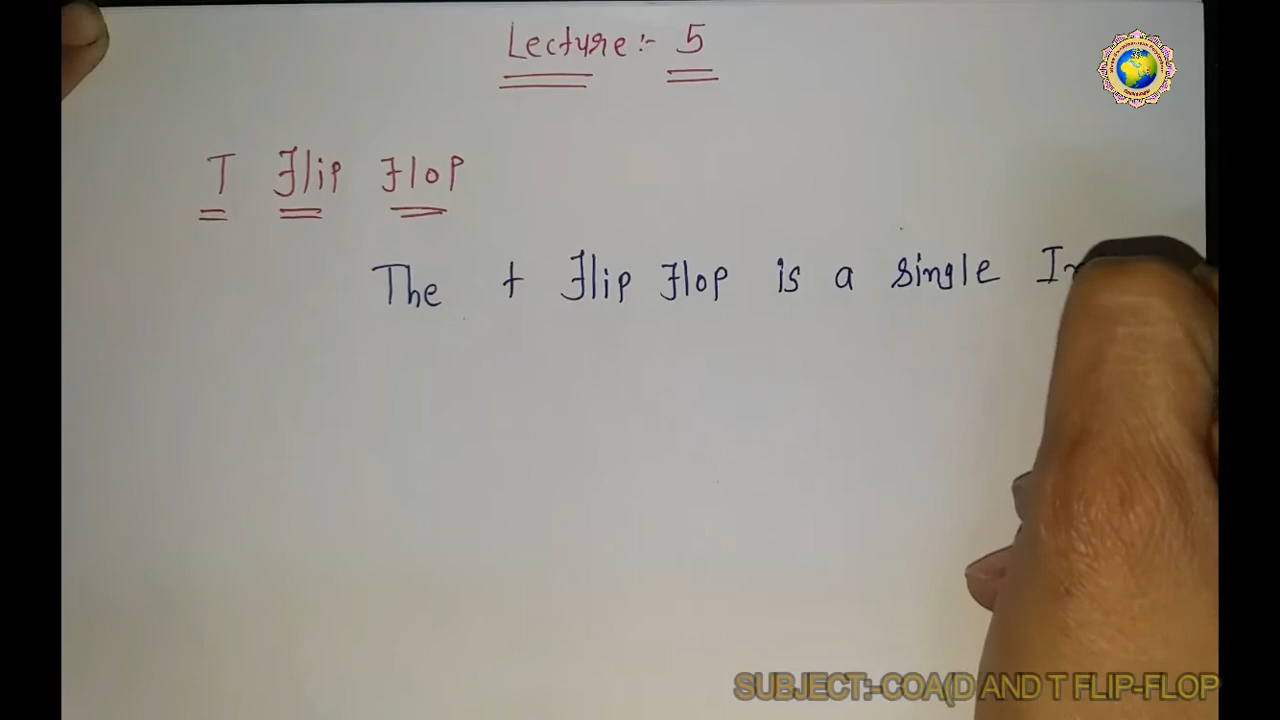 Lecture :- 5
T Flip Flop
The t Flip Flop is a single
SUBJECT:-COA(D AND T FLIP-FLOP